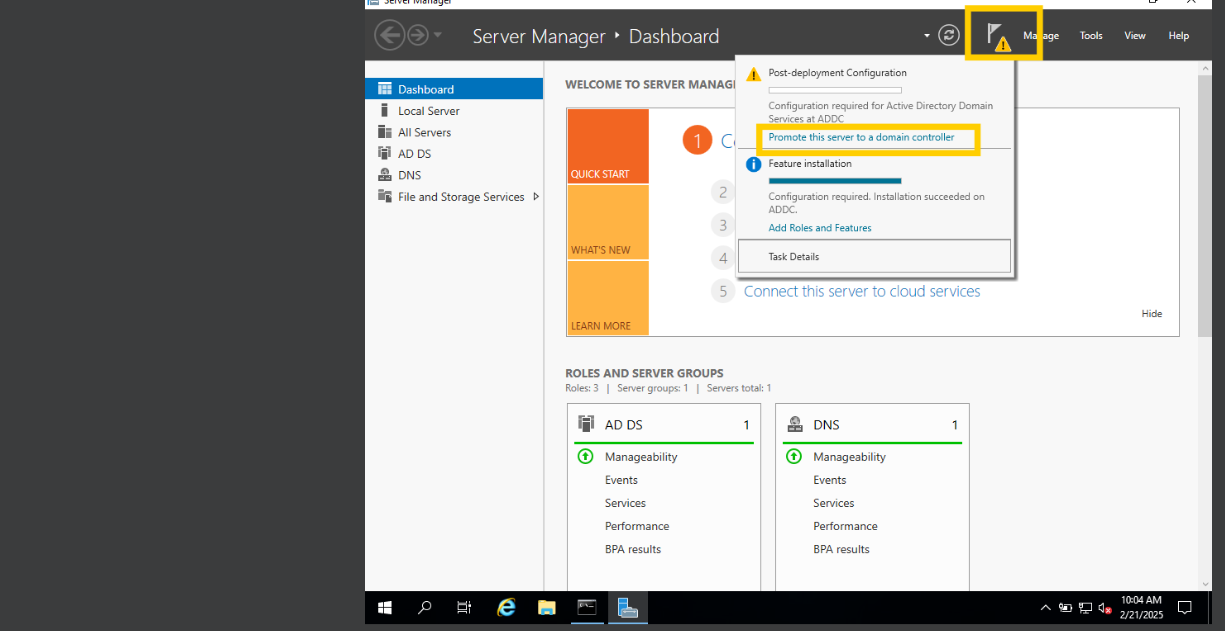 Server Manager
Server Manager ‣ Dashboard
Manage Tools View Help
Dashboard
Local Server
All Servers
AD DS
DNS
File and Storage Services
WELCOME TO SERVER MANAG
Post-deployment Configuration
Configuration required for Active Directory Domain
Services at ADDC
Promote this server to a domain controller
Feature installation
Configuration required. Installation succeeded on
ADDC.
Add Roles and Features
Task Details
QUICK START
WHAT'S NEW
LEARN MORE
1
2
3
4
5 Connect this server to cloud services
Hide
ROLES AND SERVER GROUPS
Roles: 3 | Server groups: 1 | Servers total: 1
AD DS 1
Manageability
Events
Services
Performance
BPA results
DNS 1
Manageability
Events
Services
Performance
BPA results
10:04 AM
2/21/2025